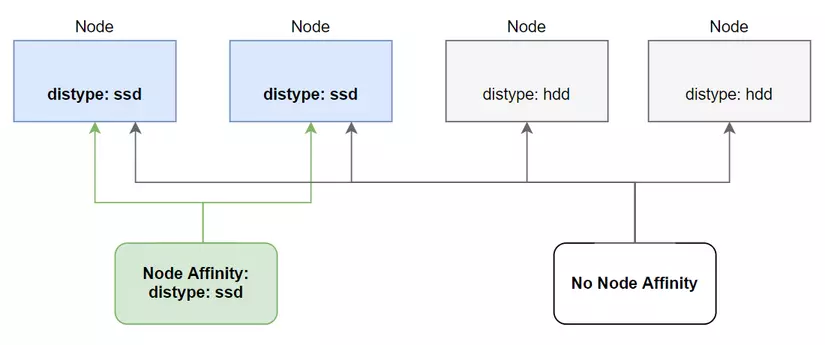 Node
Node
Node
Node
distype: ssd
distype: ssd
distype: hdd
distype: hdd
Node Affinity:
distype: ssd
No Node Affinity